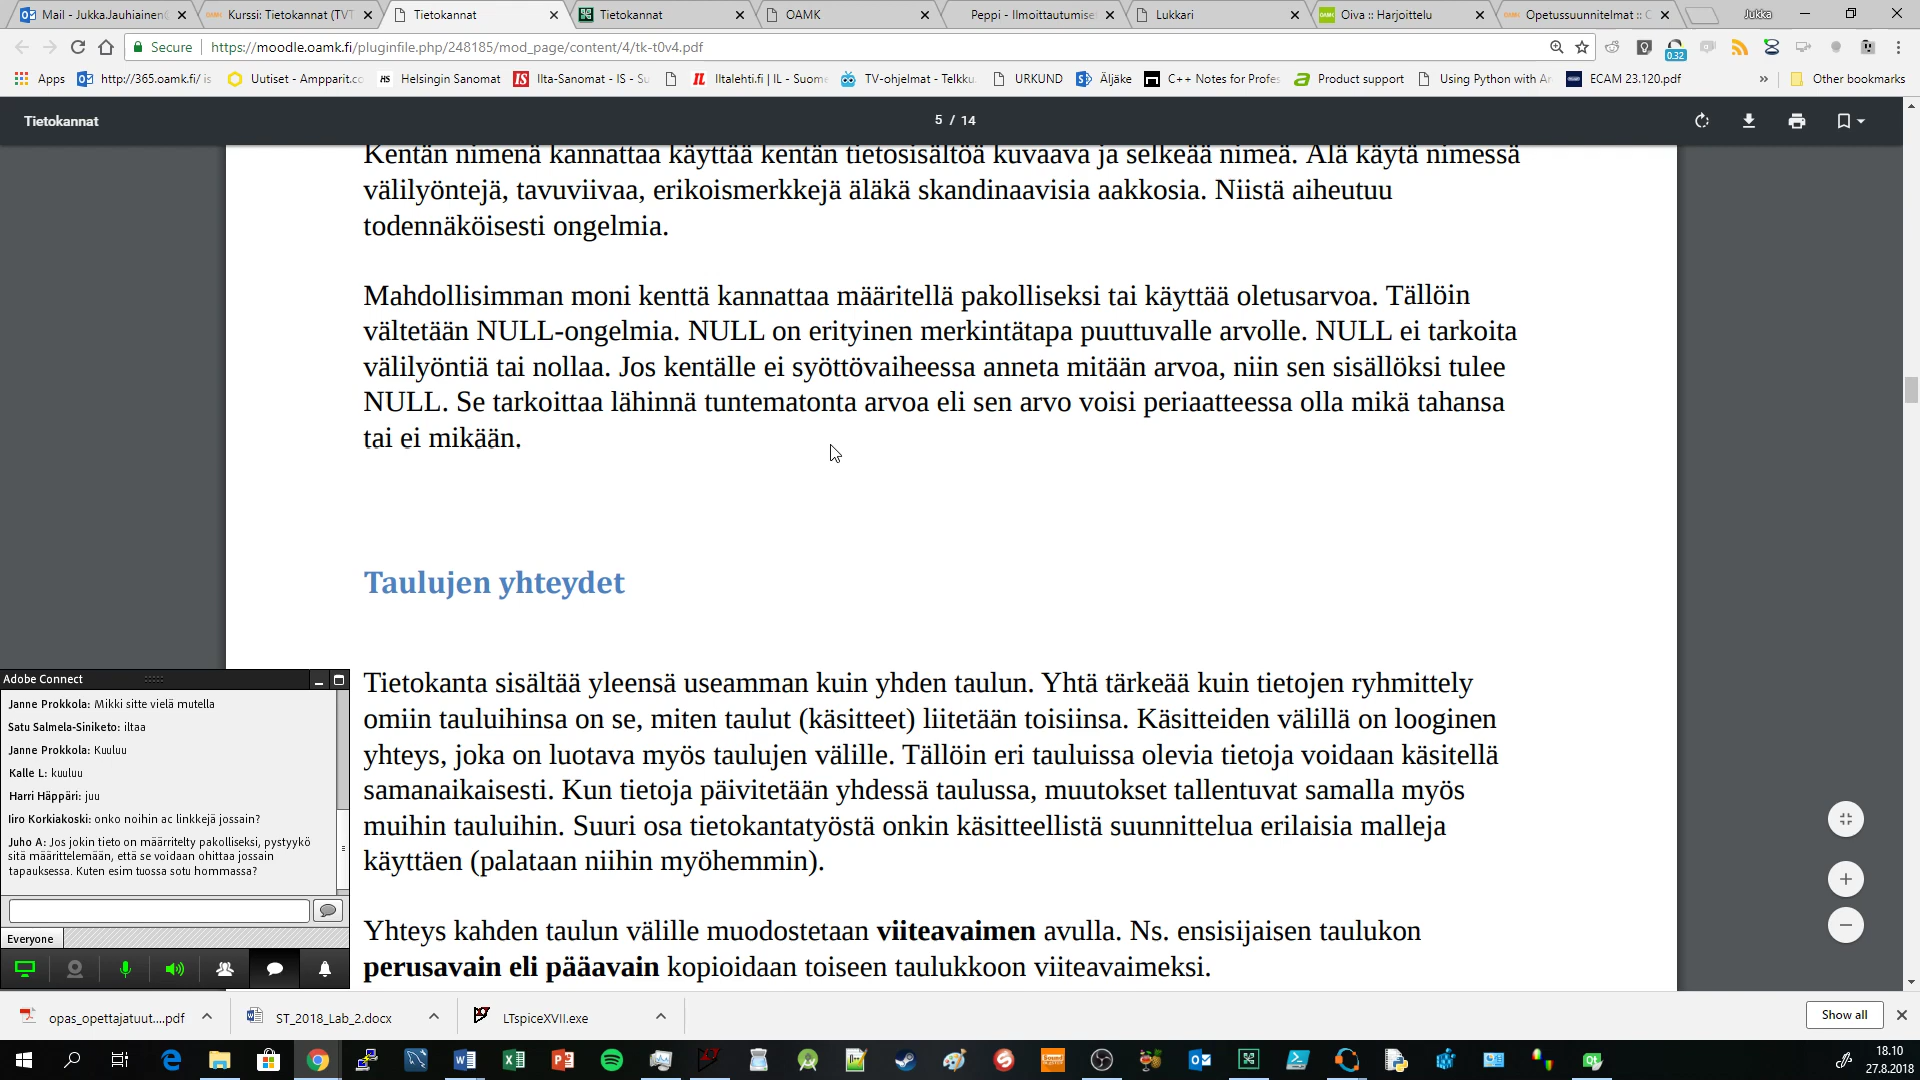 Mail - Jukka.Jauhiainen@
Kurssi: Tietokannat (TVT
Tietokannat
Tietokannat
OAMK
Peppi - Ilmoittautumise
Lukkari
Oiva :: Harjoittelu
Opetussuunnitelmat :: C
Jukka
Secure
https://moodle.oamk.fi/pluginfile.php/248185/mod_page/content/4/tk-t0v4.pdf
0.32
Apps
http://365.oamk.fi/ is
Uutiset - Ampparit.co
Helsingin Sanomat
Ilta-Sanomat - IS - Su
Iltalehti.fi | IL - Suome
TV-ohjelmat - Telkku.
URKUND
Äljäke
C++ Notes for Profes
Product support
Using Python with Ar
ECAM 23.120.pdf
»
Other bookmarks
Tietokannat
5 / 14
Kentän nimenä kannattaa käyttää kentän tietosisältöä kuvaava ja selkeää nimeä. Älä käytä nimessä
välilyöntejä, tavuviivaa, erikoismerkkejä äläkä skandinaavisia aakkosia. Niistä aiheutuu
todennäköisesti ongelmia.
Mahdollisimman moni kenttä kannattaa määritellä pakolliseksi tai käyttää oletusarvoa. Tällöin
vältetään NULL-ongelmia. NULL on erityinen merkintätapa puuttuvalle arvolle. NULL ei tarkoita
välilyöntiä tai nollaa. Jos kentälle ei syöttövaiheessa anneta mitään arvoa, niin sen sisällöksi tulee
NULL. Se tarkoittaa lähinnä tuntematonta arvoa eli sen arvo voisi periaatteessa olla mikä tahansa
tai ei mikään.
Taulujen yhteydet
Tietokanta sisältää yleensä useamman kuin yhden taulun. Yhtä tärkeää kuin tietojen ryhmittely
omiin tauluihinsa on se, miten taulut (käsitteet) liitetään toisiinsa. Käsitteiden välillä on looginen
yhteys, joka on luotava myös taulujen välille. Tällöin eri tauluissa olevia tietoja voidaan käsitellä
samanaikaisesti. Kun tietoja päivitetään yhdessä taulussa, muutokset tallentuvat samalla myös
muihin tauluihin. Suuri osa tietokantatyöstä onkin käsitteellistä suunnittelua erilaisia malleja
käyttäen (palataan niihin myöhemmin).
Yhteys kahden taulun välille muodostetaan viiteavaimen avulla. Ns. ensisijaisen taulukon
perusavain eli pääavain kopioidaan toiseen taulukkoon viiteavaimeksi.
Adobe Connect
Janne Prokkola: Mikki sitte vielä mutella
Satu Salmela-Siniketo: iltaa
Janne Prokkola: Kuuluu
Kalle L: kuuluu
Harri Häppäri: juu
Iiro Korkiakoski: onko noihin ac linkkejä jossain?
Juho A: Jos jokin tieto on määrritelty pakolliseksi, pystyykö
sitä määrittelemään, että se voidaan ohittaa jossain
tapauksessa. Kuten esim tuossa sotu hommassa?
Everyone
opas_opettajatuut....pdf
ST_2018_Lab_2.docx
LTspiceXVII.exe
Show all
18.10
27.8.2018